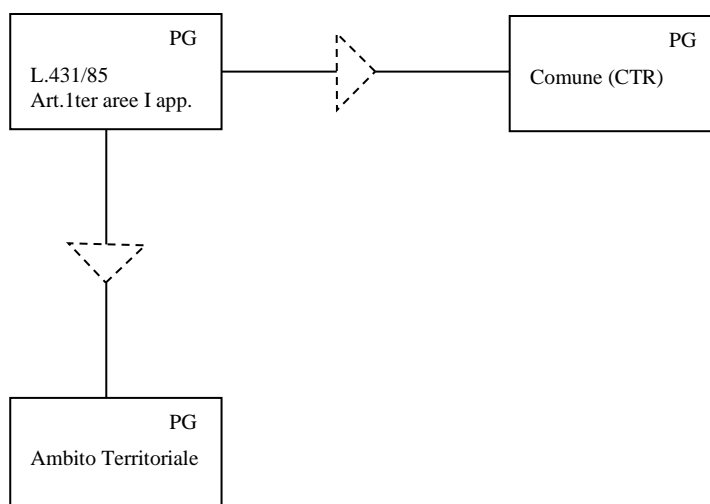 PG
L.431/85
Art.1ter aree I app.
PG
Comune (CTR)
PG
Ambito Territoriale